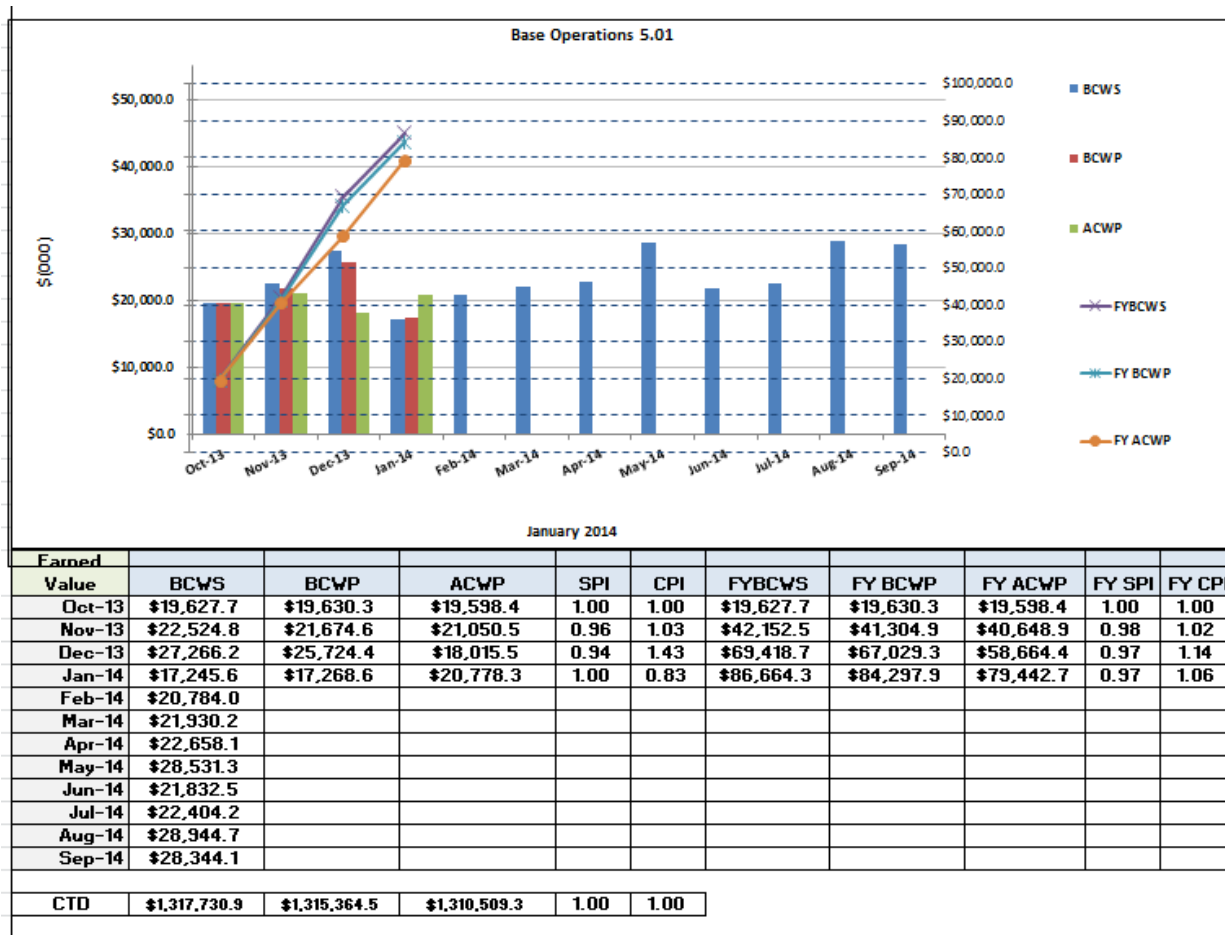 Base Operations 5.01
$50,000.0
$40,000.0
$30,000.0
$20,000.0
$10,000.0
$0.0
$(000)
$100,000.0
$90,000.0
$80,000.0
$70,000.0
$60,000.0
$50,000.0
$40,000.0
$30,000.0
$20,000.0
$10,000.0
$0.0
BCWS
BCWP
ACWP
FYBCWS
FY BCWP
FY ACWP
Oct-13 Nov-13 Dec-13 Jan-14 Feb-14 Mar-14 Apr-14 May-14 Jun-14 Jul-14 Aug-14 Sep-14
January 2014
Earned
Value BCWS BCWP ACWP SPI CPI FYBCWS FY BCWP FY ACWP FY SPI FY CPI
Oct-13 $19,627.7 $19,630.3 $19,598.4 1.00 1.00 $19,627.7 $19,630.3 $19,598.4 1.00 1.00
Nov-13 $22,524.8 $21,674.6 $21,050.5 0.96 1.03 $42,152.5 $41,304.9 $40,648.9 0.98 1.02
Dec-13 $27,266.2 $25,724.4 $18,015.5 0.94 1.43 $69,418.7 $67,029.3 $58,664.4 0.97 1.14
Jan-14 $17,245.6 $17,268.6 $20,778.3 1.00 0.83 $86,664.3 $84,297.9 $79,442.7 0.97 1.06
Feb-14 $20,784.0
Mar-14 $21,930.2
Apr-14 $22,658.1
May-14 $28,531.3
Jun-14 $21,832.5
Jul-14 $22,404.2
Aug-14 $28,944.7
Sep-14 $28,344.1
CTD $1,317,730.9 $1,315,364.5 $1,310,509.3 1.00 1.00